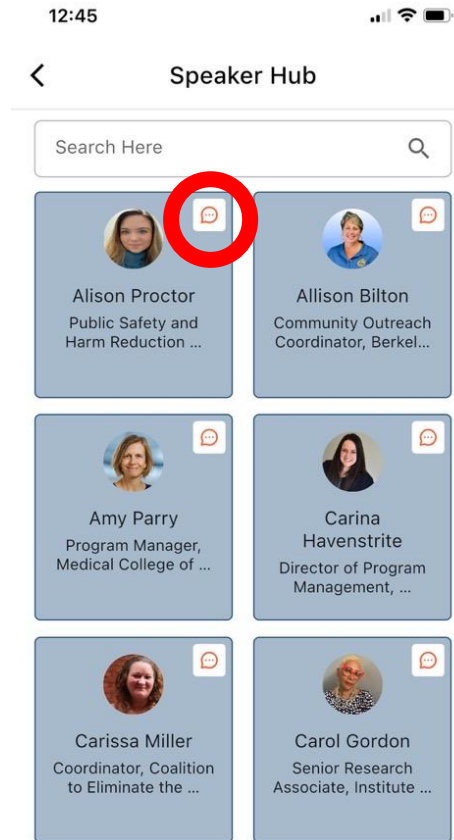 12:45
Speaker Hub
Search Here
Alison Proctor
Public Safety and
Harm Reduction ...
Allison Bilton
Community Outreach
Coordinator, Berkel...
Amy Parry
Program Manager,
Medical College of ...
Carina
Havenstrite
Director of Program
Management, ...
Carissa Miller
Coordinator, Coalition
to Eliminate the ...
Carol Gordon
Senior Research
Associate, Institute ...